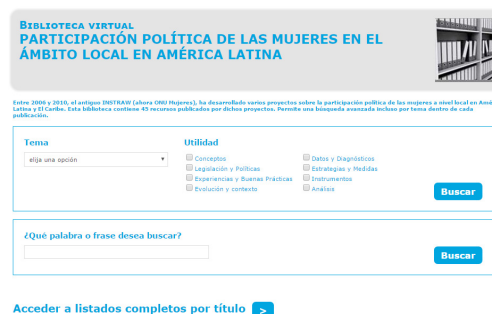 BIBLIOTECA VIRTUAL
PARTICIPACIÓN POLÍTICA DE LAS MUJERES EN EL
ÁMBITO LOCAL EN AMÉRICA LATINA
Entre 2006 y 2010, el antiguo INSTRAW (ahora ONU Mujeres), ha desarrollado varios proyectos sobre la participación política de las mujeres a nivel local en Amé
Latina y El Caribe. Esta biblioteca contiene 45 recursos publicados por dichos proyectos. Permite una búsqueda avanzada incluso por tema dentro de cada
publicación.
Tema
Utilidad
elija una opción
Conceptos
Datos y Diagnósticos
Legislación y Políticas
Estrategias y Medidas
Experiencias y Buenas Prácticas
Instrumentos
Evolución y contexto
Análisis
Buscar
¿Qué palabra o frase desea buscar?
Buscar
Acceder a listados completos por título >